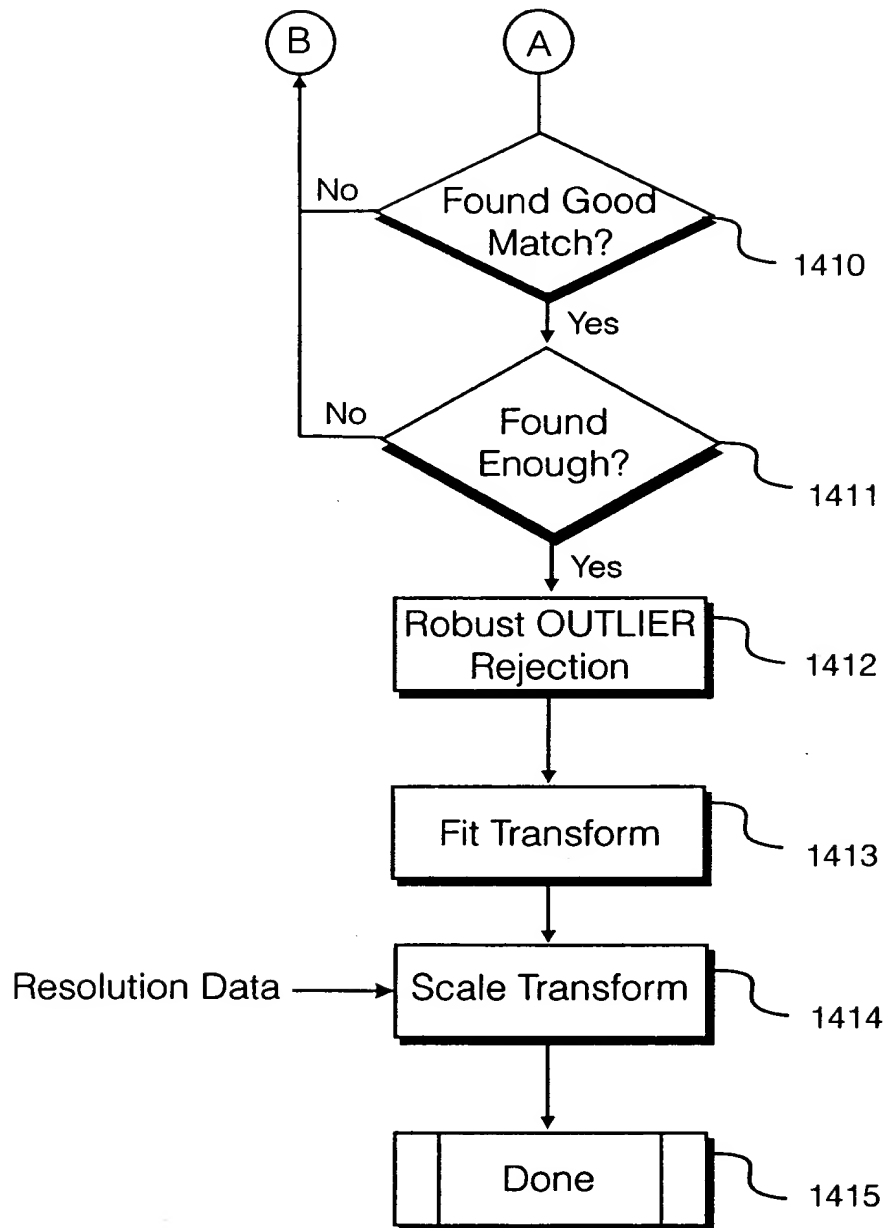 B
A
No
Found Good
Match?
1410
Yes
No
Found
Enough?
1411
Yes
Robust OUTLIER
Rejection
1412
Fit Transform
1413
Resolution Data
Scale Transform
1414
Done
1415